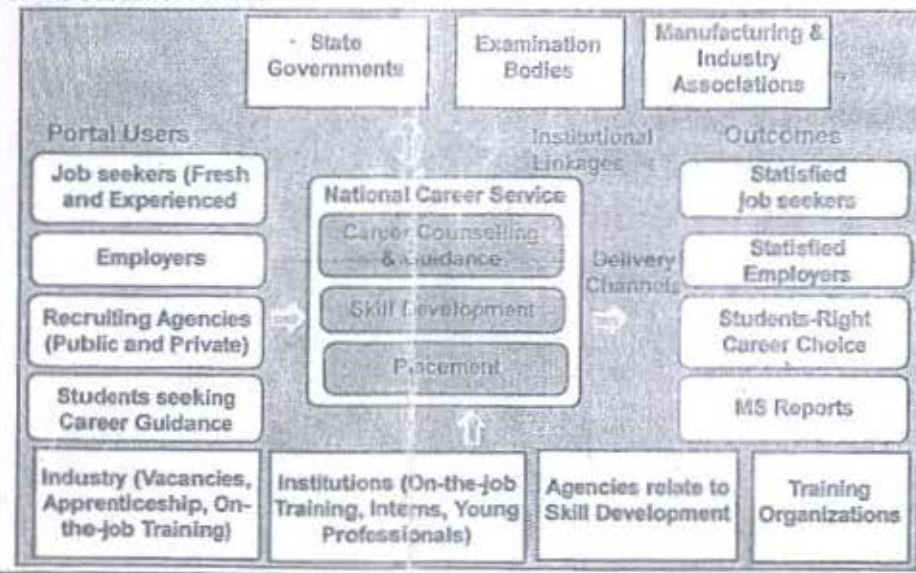 - State
Governments
Examination
Bodies
Manufacturing &
Industry
Associations
Portal Users
Job seekers (Fresh
and Experienced
Employers
Recruiting Agencies
(Public and Private)
Students seeking
Career Guidance
Institutional
Linkages
National Career Service
Career Counselling
& Guidance
Skill Development
Placement
Delivery
Channels
Outcomes
Statisfied
job seekers
Statisfied
Employers
Students-Right
Career Choice
MS Reports
Industry (Vacancies,
Apprenticeship, On-
the-job Training)
Institutions (On-the-job
Training, Interns, Young
Professionals)
Agencies relate to
Skill Development
Training
Organizations